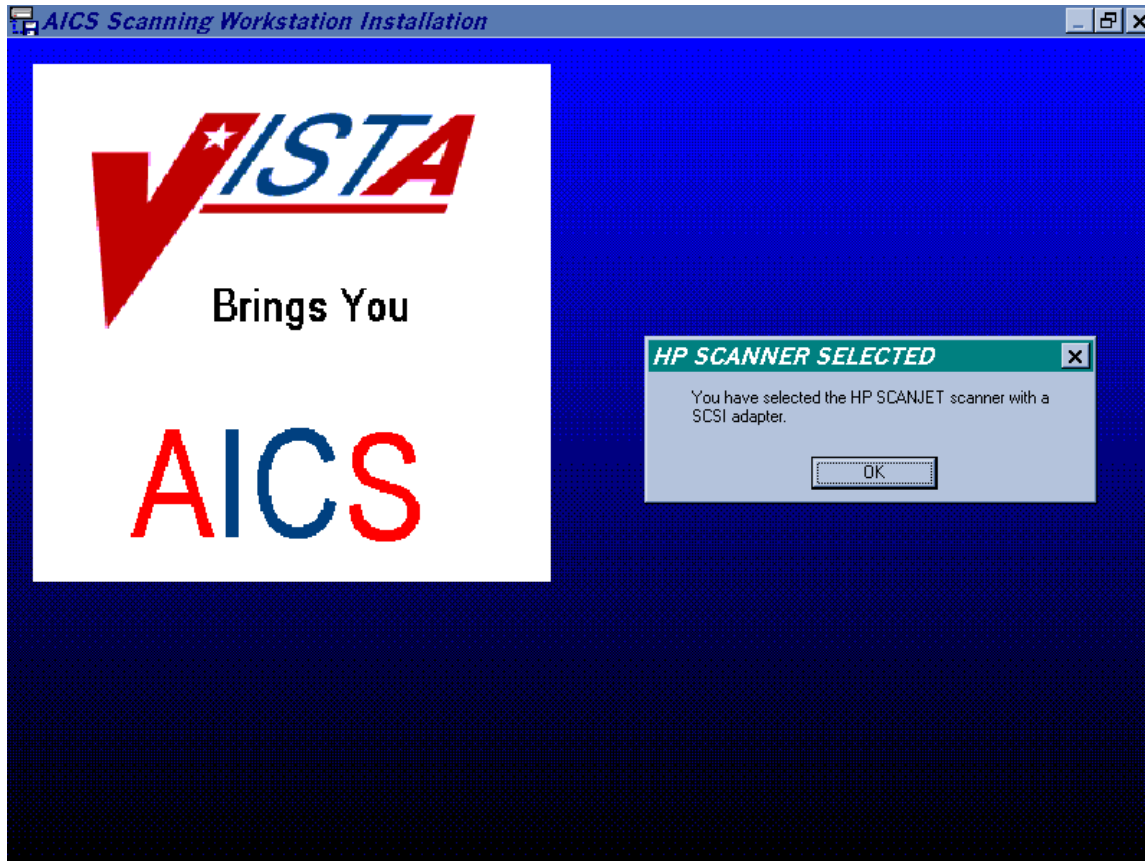 AICS Scanning Workstation Installation
VISTA
Brings You
AICS
HP SCANNER SELECTED
You have selected the HP SCANJET scanner with a
SCSI adapter.
OK